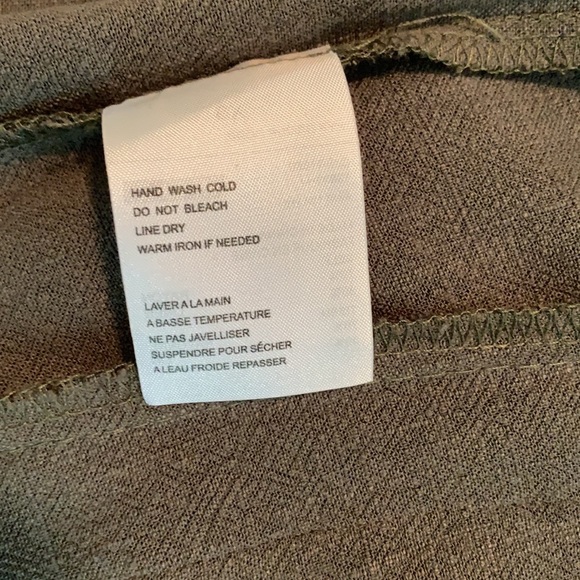 HAND WASH COLD
DO NOT BLEACH
LINE DRY
WARM IRON IF NEEDED
LAVER A LA MAIN
A BASSE TEMPERATURE
NE PAS JAVELLISER
SUSPENDRE POUR SÉCHER
A LEAU FROIDE REPASSER